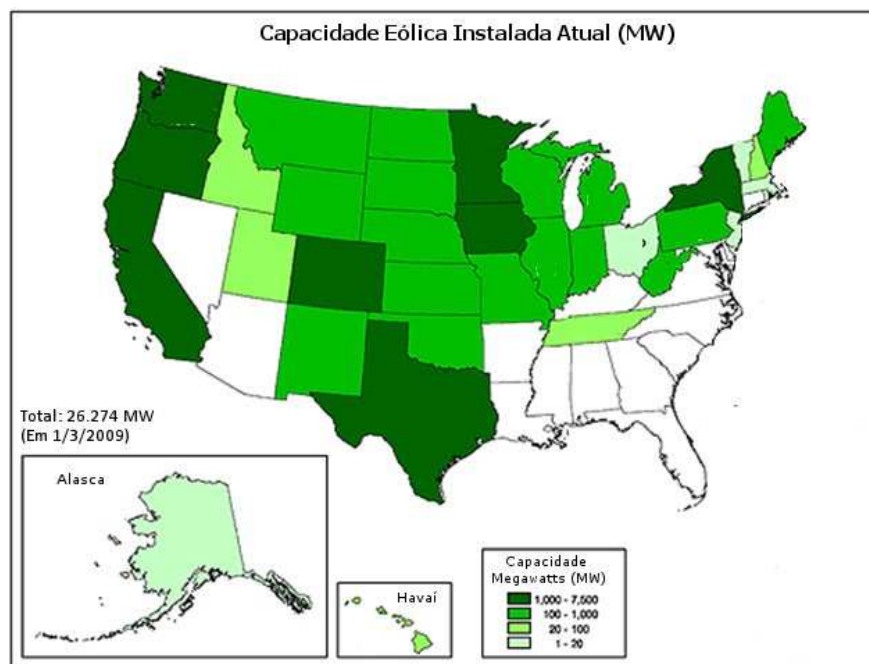 Capacidade Eólica Instalada Atual (MW)
Total: 26.274 MW
(Em 1/3/2009)
Alasca
Havaí
Capacidade
Megawatts (MW)
1,000 - 7,500
100 - 1,000
20 - 100
1 - 20